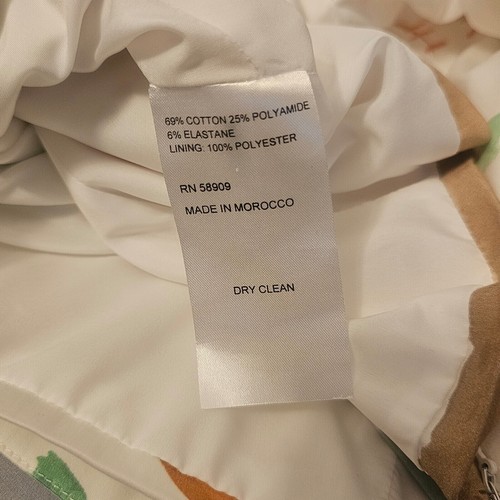 69% COTTON 25% POLYAMIDE
6% ELASTANE
LINING: 100% POLYESTER
RN 58909
MADE IN MOROCCO
DRY CLEAN